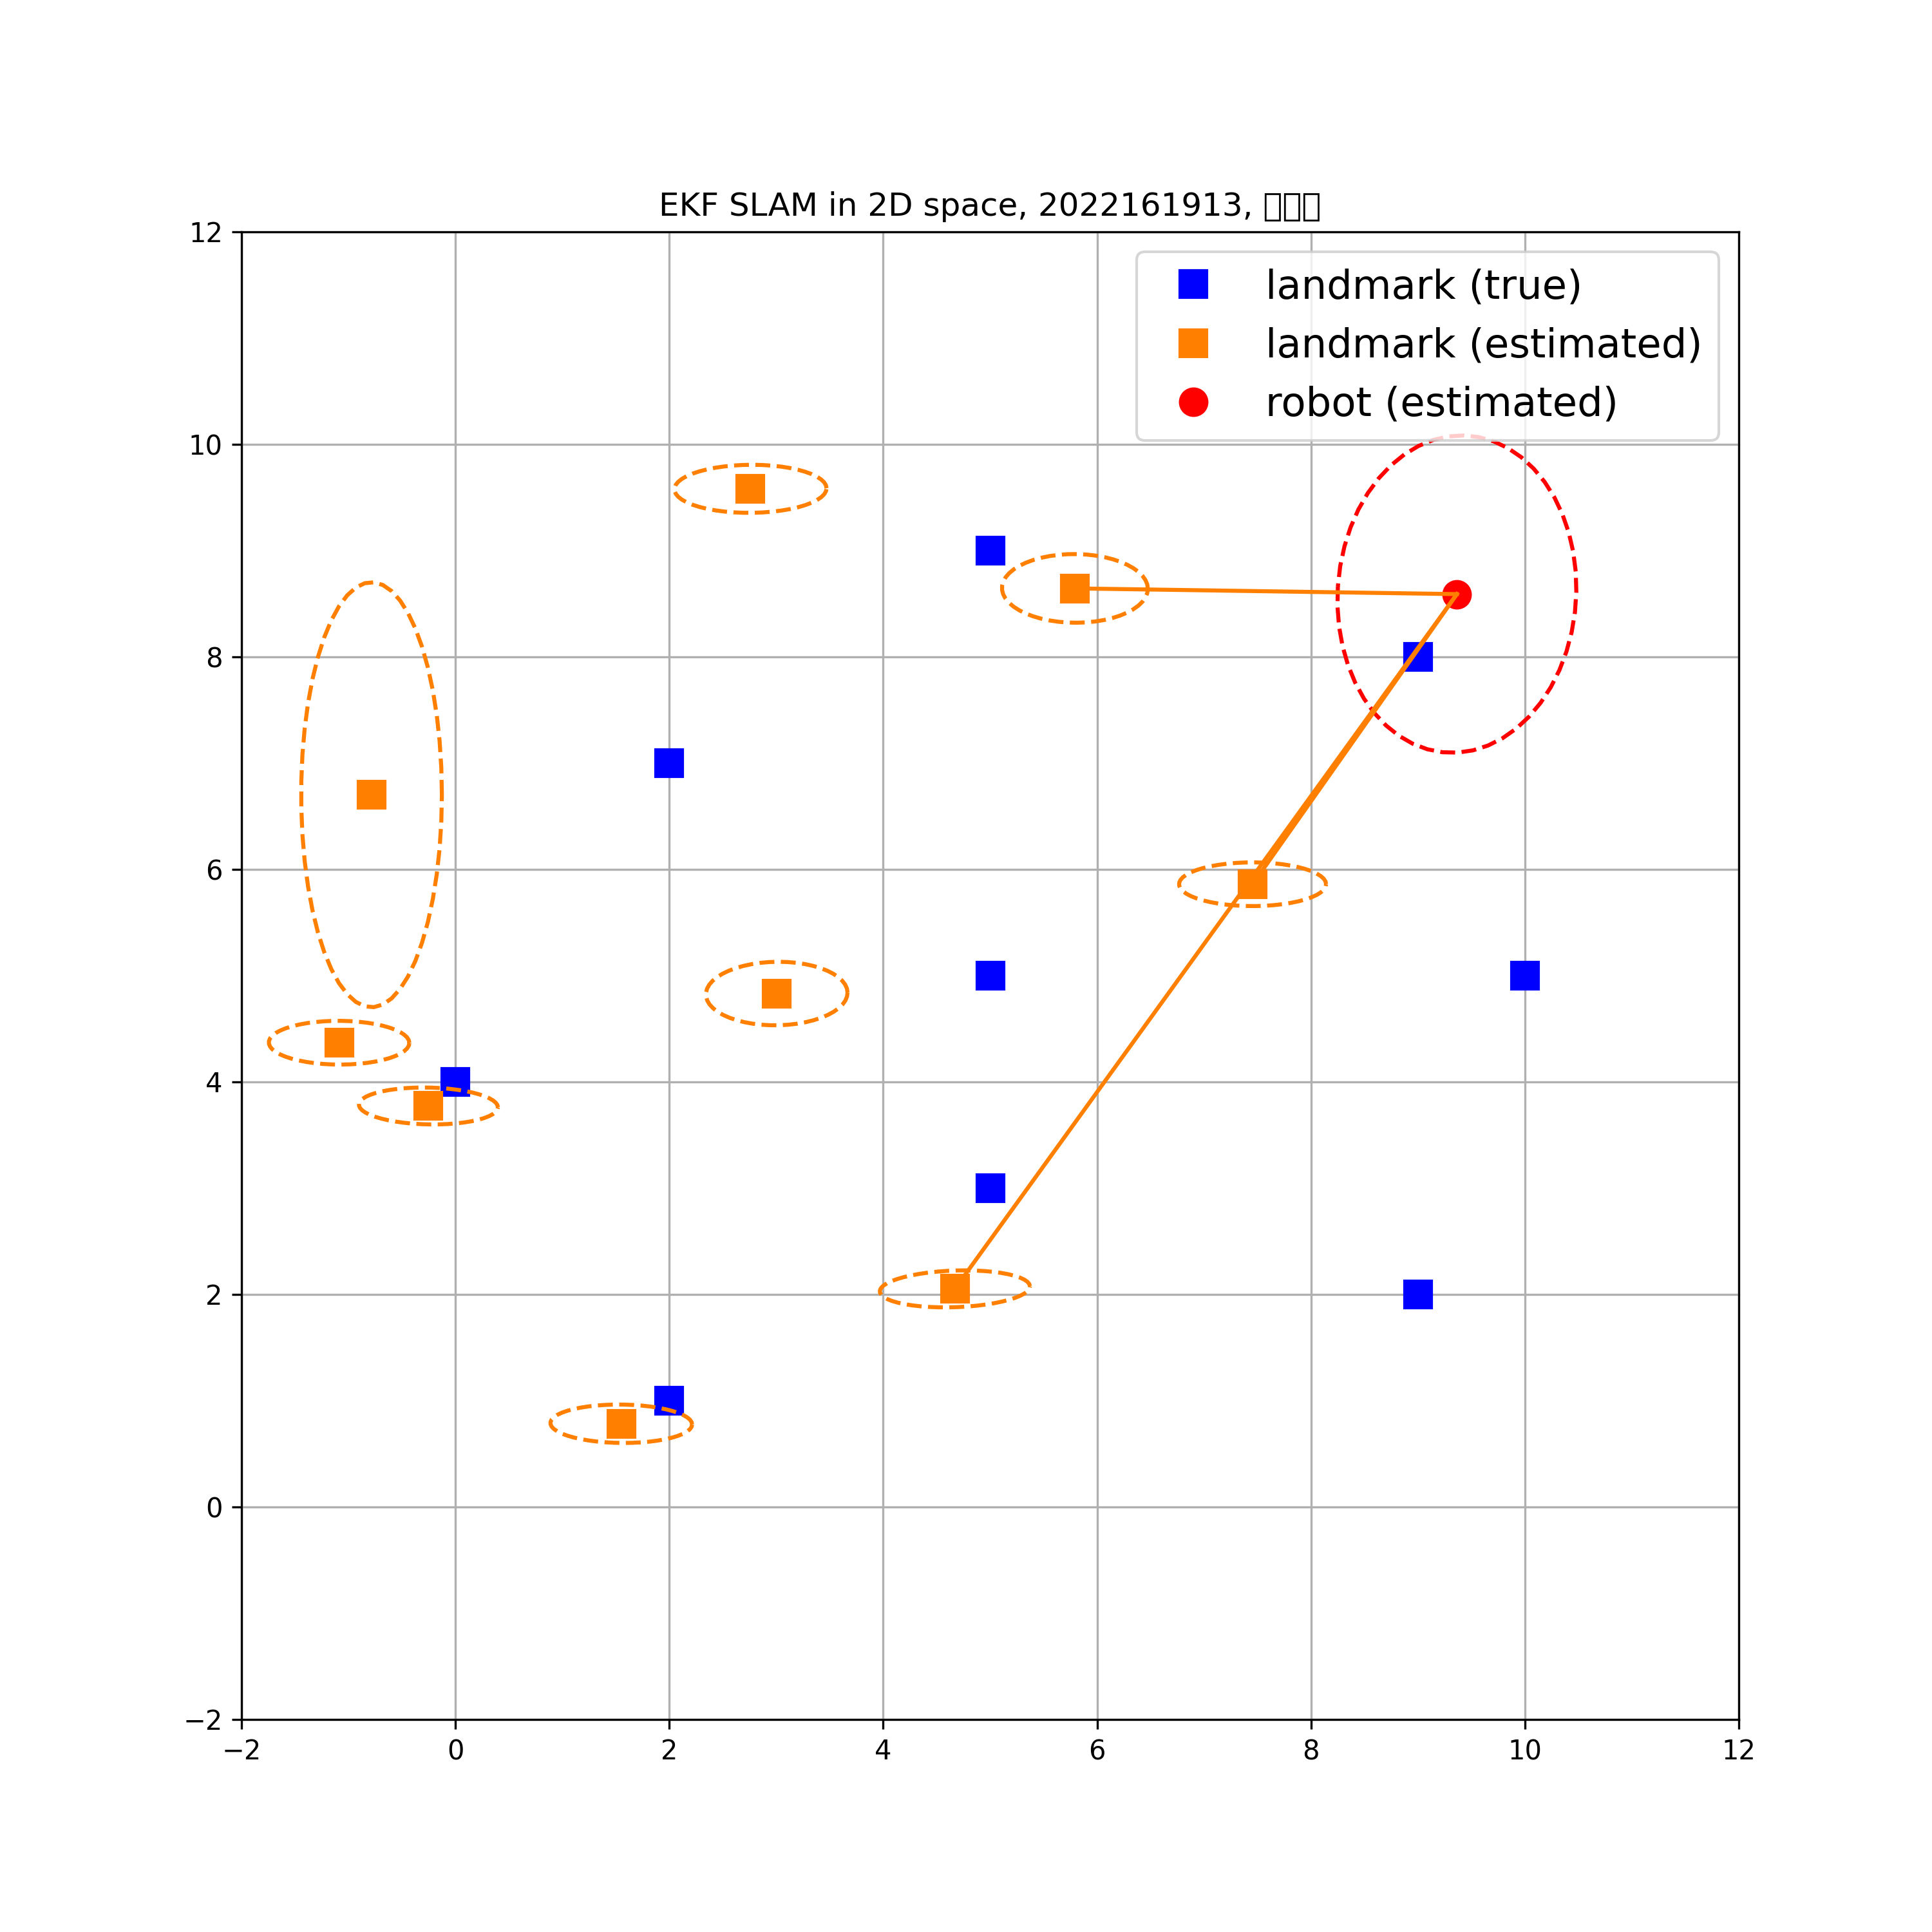 EKF SLAM in 2D space, 2022161913,
12
10
8
6
4
2
0
−2
−2 0 2 4 6 8 10 12
landmark (true)
landmark (estimated)
robot (estimated)